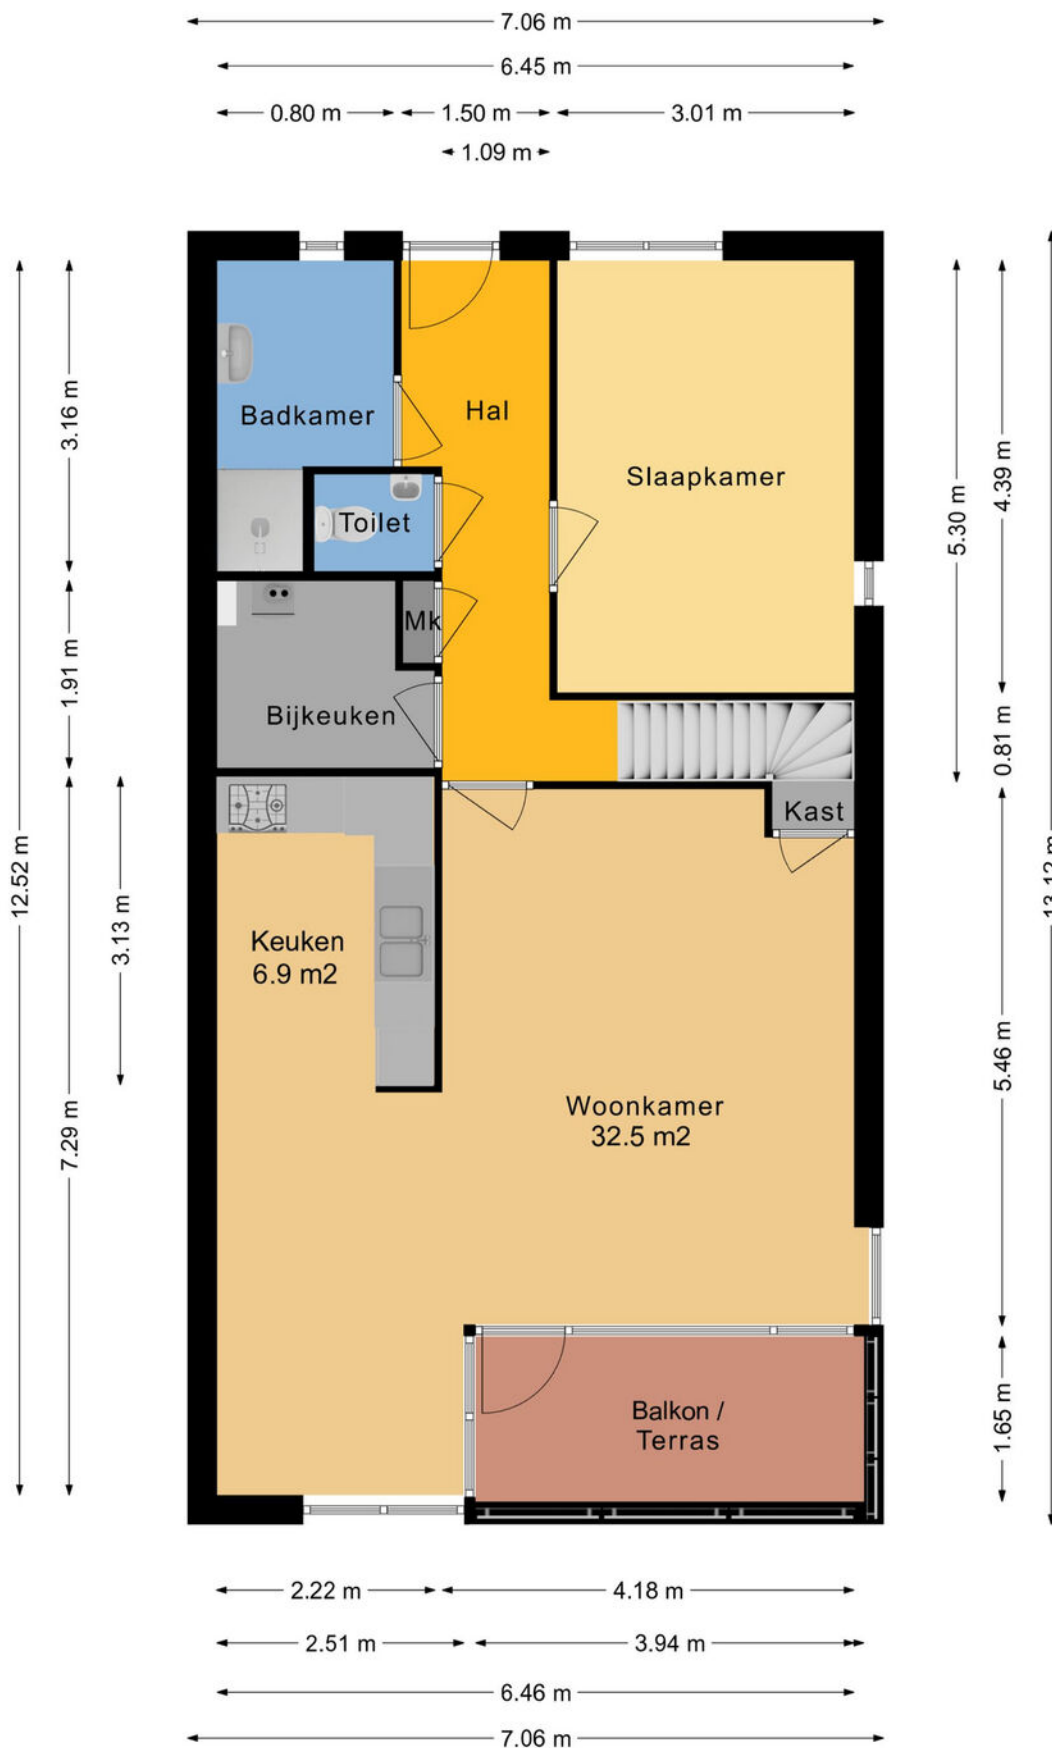 7.06 m
6.45 m
0.80 m
1.50 m
3.01 m
1.09 m
3.16 m
1.91 m
12.52 m
3.13 m
7.29 m
Badkamer
Hal
Slaapkamer
Toilet
Mk
Bijkeuken
Kast
Keuken
6.9 m2
Woonkamer
32.5 m2
Balkon /
Terras
5.30 m
4.39 m
0.81 m
13.12 m
5.46 m
1.65 m
2.22 m
4.18 m
2.51 m
3.94 m
6.46 m
7.06 m